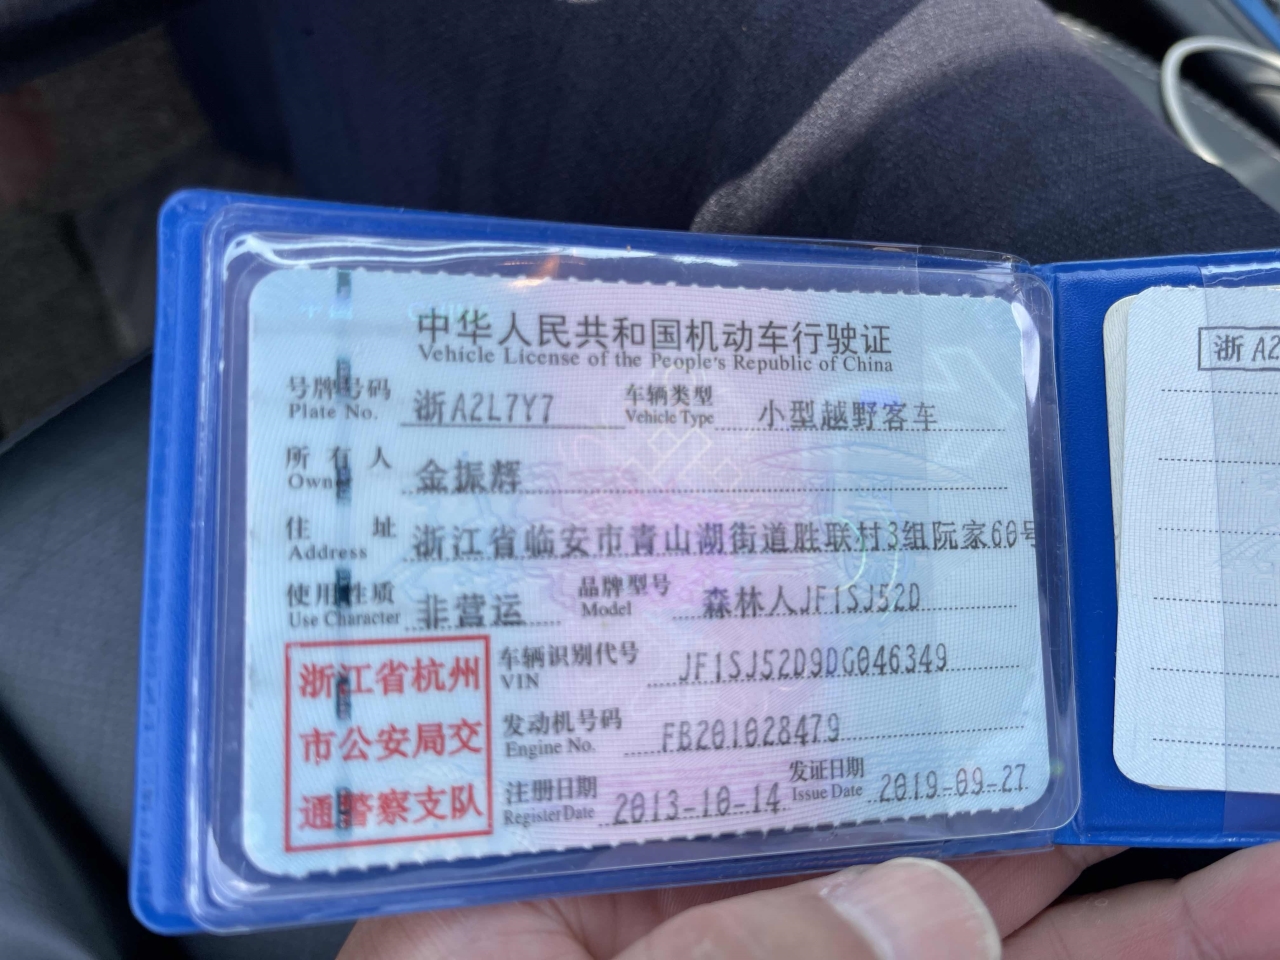 中华人民共和国机动车行驶证
Vehicle License of the People's Republic of China
号牌号码 浙A2L7Y7 车辆类型 小型越野客车
Plate No. Vehicle Type
所有人 金振辉
Owner
住址 浙江省临安市青山湖街道胜联村3组阮家60号
Address
使用性质 非营运 品牌型号 森林人JF1SJ52D
Use Character Model
浙江省杭州
市公安局交
通警察支队
车辆识别代号 JF1SJ52D9DG046349
VIN
发动机号码 FB201028479
Engine No.
注册日期 2013-10-14 发证日期 2019-09-27
Register Date Issue Date
浙A2